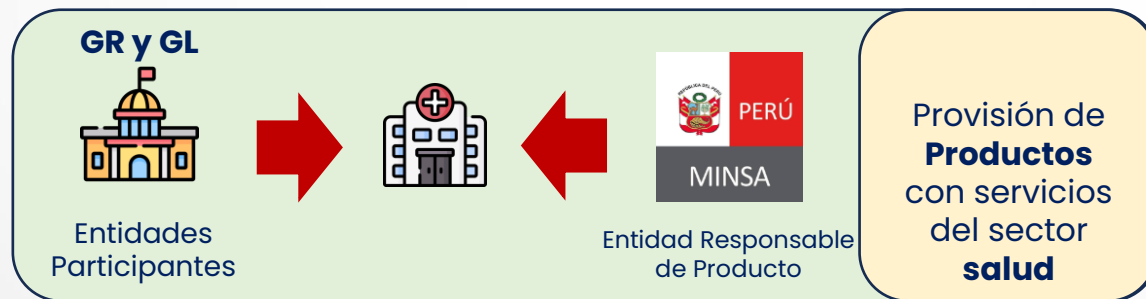 GR y GL
Entidades
Participantes
PERÚ
MINSA
Entidad Responsable
de Producto
Provisión de
Productos
con servicios
del sector
salud